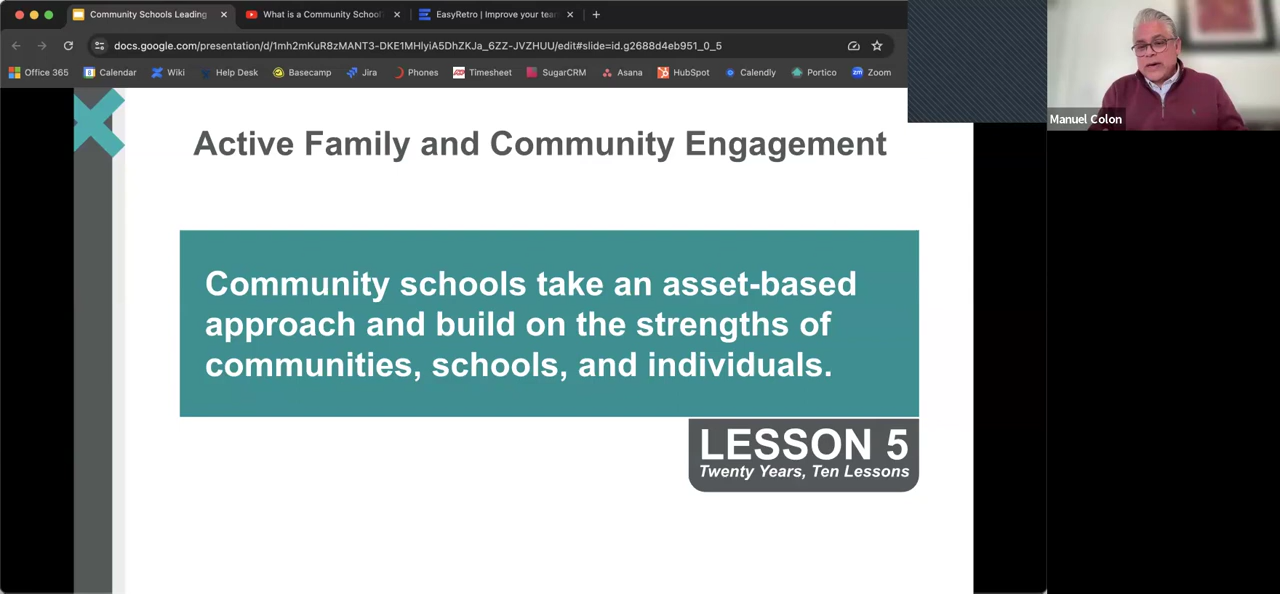 Community Schools Leading
What is a Community School
EasyRetro | Improve your tea
docs.google.com/presentation/d/1mh2mKuR8zMANT3-DKE1MHlyiA5DhZKJa_6ZZ-JVZHUU/edit#slide=id.g2688d4eb951_0_5
Office 365 Calendar Wiki Help Desk Basecamp Jira Phones Timesheet SugarCRM Asana HubSpot Calendly Portico zm Zoom
Manuel Colon
Active Family and Community Engagement
Community schools take an asset-based
approach and build on the strengths of
communities, schools, and individuals.
LESSON 5
Twenty Years, Ten Lessons